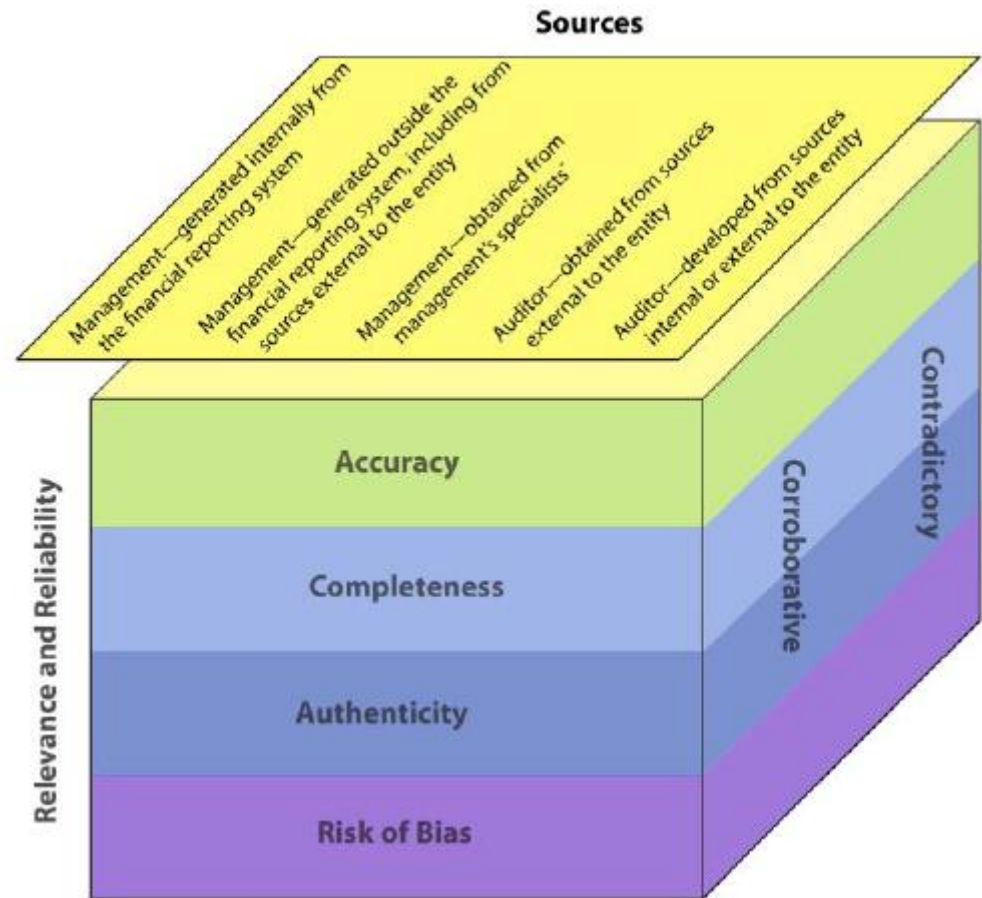 Sources
Management—generated internally from
the financial reporting system
Management—generated outside the
financial reporting system, including from
sources external to the entity
Management—obtained from
management's specialists
Auditor—obtained from sources
external to the entity
Auditor—developed from sources
internal or external to the entity
Relevance and Reliability
Accuracy
Completeness
Authenticity
Risk of Bias
Corroborative
Contradictory